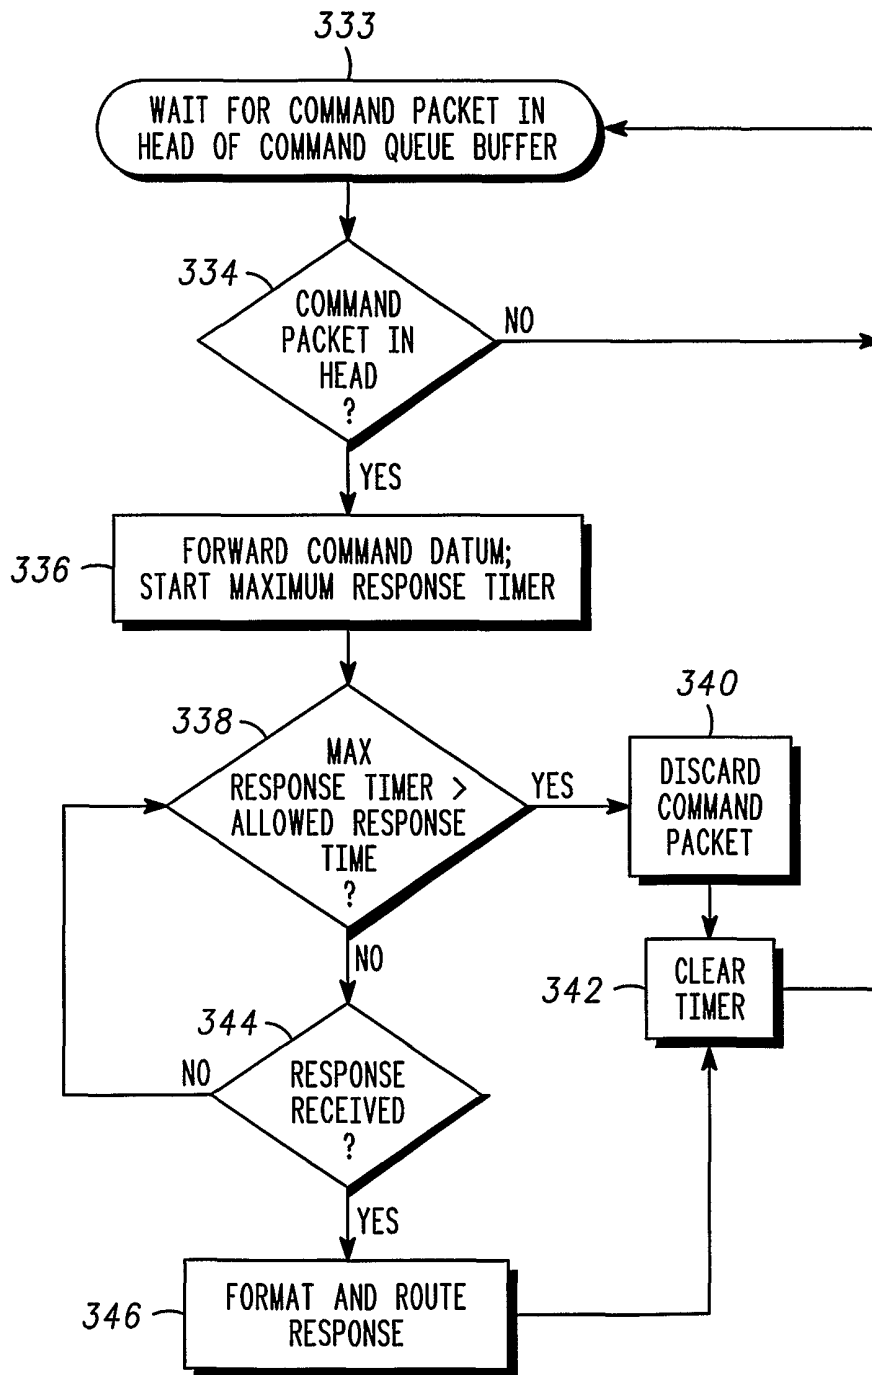 333
WAIT FOR COMMAND PACKET IN
HEAD OF COMMAND QUEUE BUFFER
334
COMMAND
PACKET IN
HEAD
?
NO
YES
336
FORWARD COMMAND DATUM;
START MAXIMUM RESPONSE TIMER
338
MAX
RESPONSE TIMER >
ALLOWED RESPONSE
TIME
?
YES
340
DISCARD
COMMAND
PACKET
NO
342
CLEAR
TIMER
344
NO
RESPONSE
RECEIVED
?
YES
346
FORMAT AND ROUTE
RESPONSE